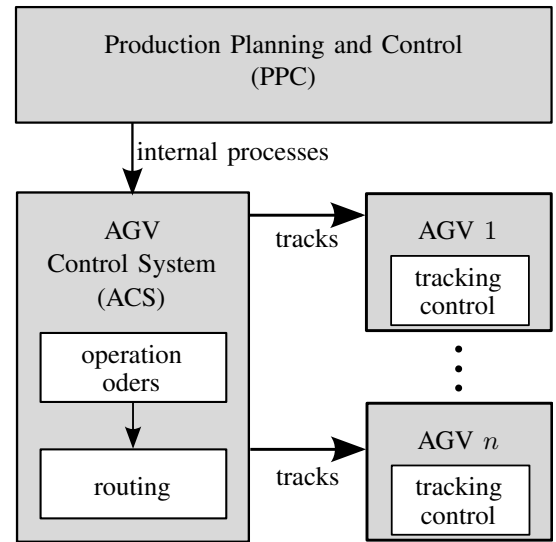 Production Planning and Control
(PPC)
internal processes
AGV
Control System
(ACS)
operation
oders
routing
tracks
AGV 1
tracking
control
tracks
AGV n
tracking
control